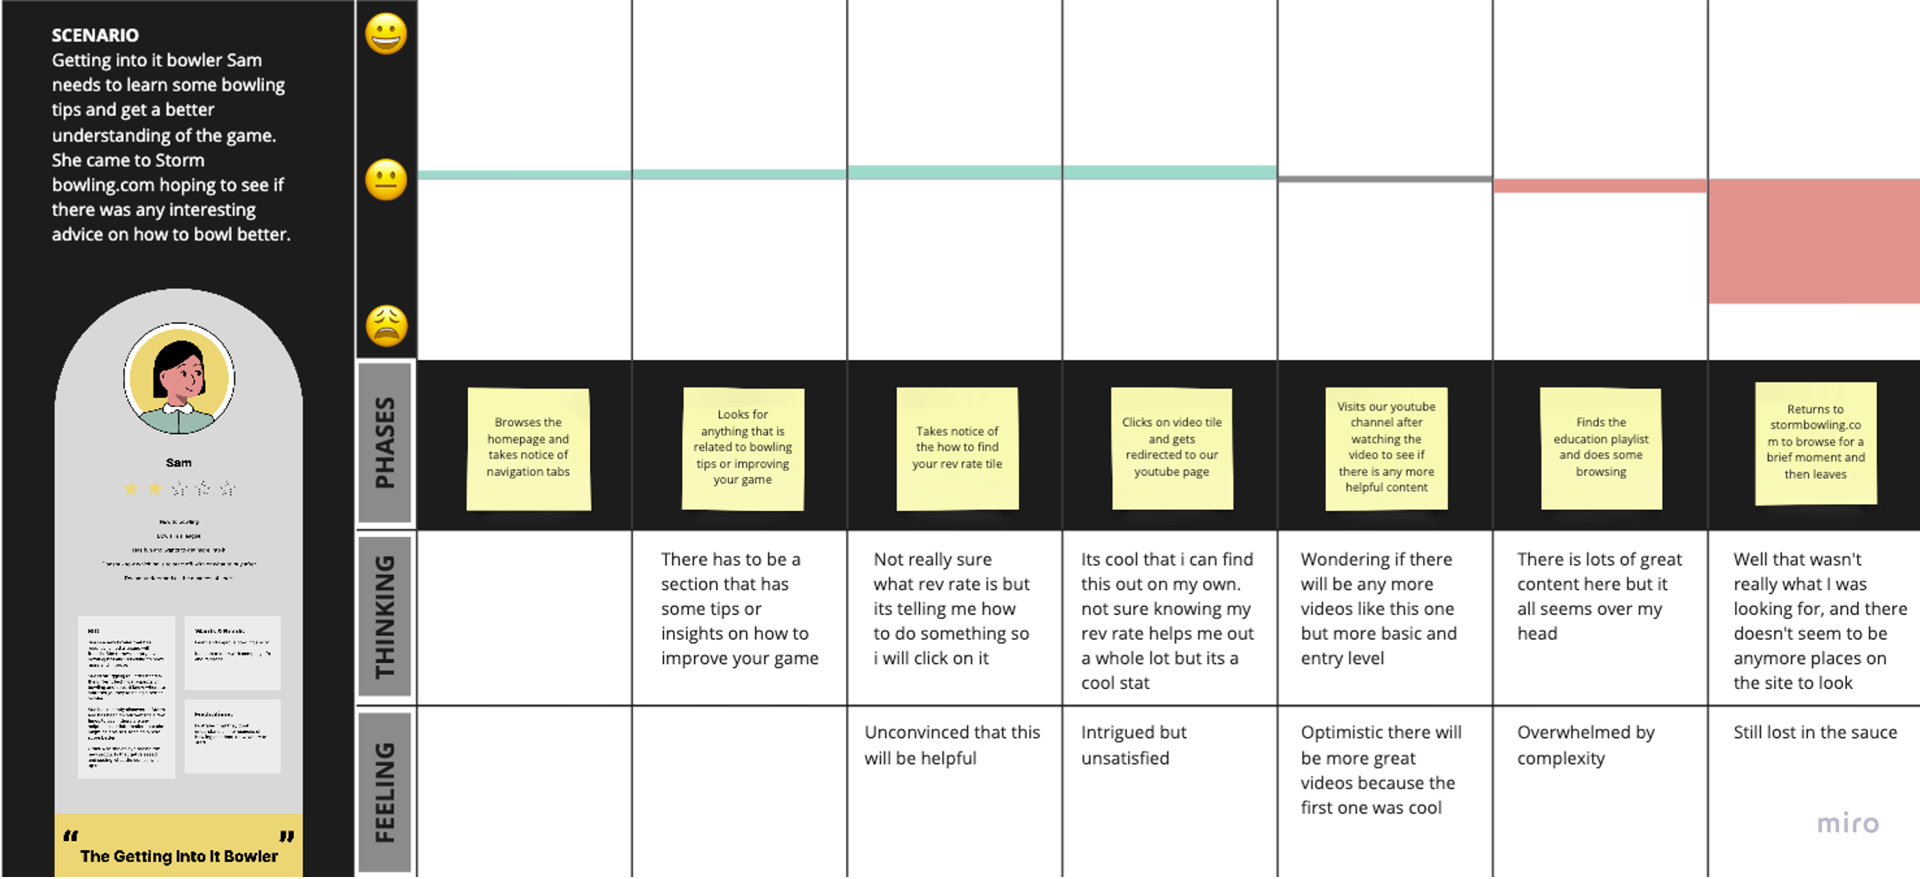 SCENARIO
Getting into it bowler Sam
needs to learn some bowling
tips and get a better
understanding of the game.
She came to Storm
bowling.com hoping to see if
there was any interesting
advice on how to bowl better.
Sam
“ ”
The Getting Into It Bowler
PHASES
Browses the
homepage and
takes notice of
navigation tabs
Looks for
anything that is
related to bowling
tips or improving
your game
Takes notice of
the how to find
your rev rate tile
Clicks on video tile
and gets
redirected to our
youtube page
Visits our youtube
channel after
watching the
video to see if
there is any more
helpful content
Finds the
education playlist
and does some
browsing
Returns to
stormbowling.co
m to browse for a
brief moment and
then leaves
THINKING
There has to be a
section that has
some tips or
insights on how to
improve your game
Not really sure
what rev rate is but
its telling me how
to do something so
i will click on it
Its cool that i can find
this out on my own.
not sure knowing my
rev rate helps me out
a whole lot but its a
cool stat
Wondering if there
will be any more
videos like this one
but more basic and
entry level
There is lots of great
content here but it
all seems over my
head
Well that wasn't
really what I was
looking for, and there
doesn't seem to be
anymore places on
the site to look
FEELING
Unconvinced that this
will be helpful
Intrigued but
unsatisfied
Optimistic there will
be more great
videos because the
first one was cool
Overwhelmed by
complexity
Still lost in the sauce
miro